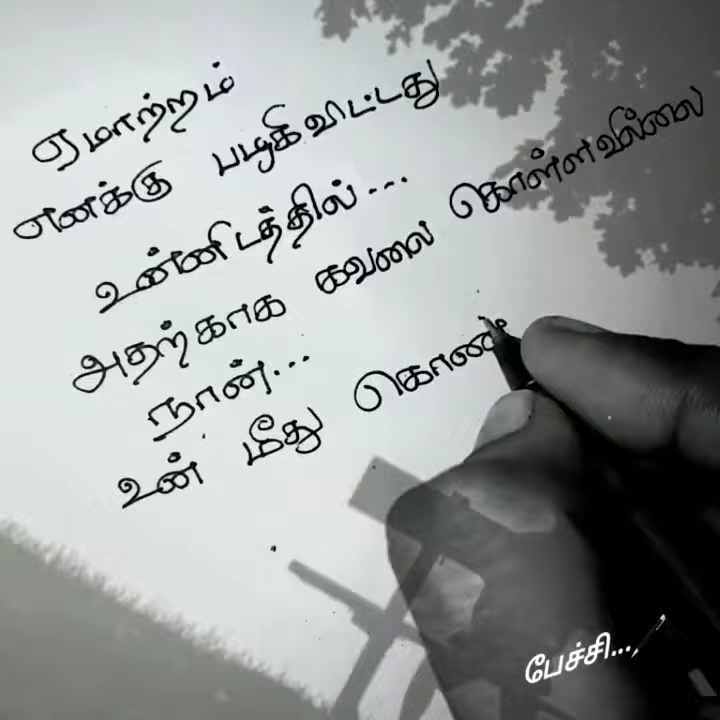 ஏமாற்றம்
எனக்கு பழகிவிட்டது
உன்னிடத்தில்...
அதற்காக கவலை கொள்ளவில்லை
நான்...
உன் மீது கொண்
பேச்சி...,